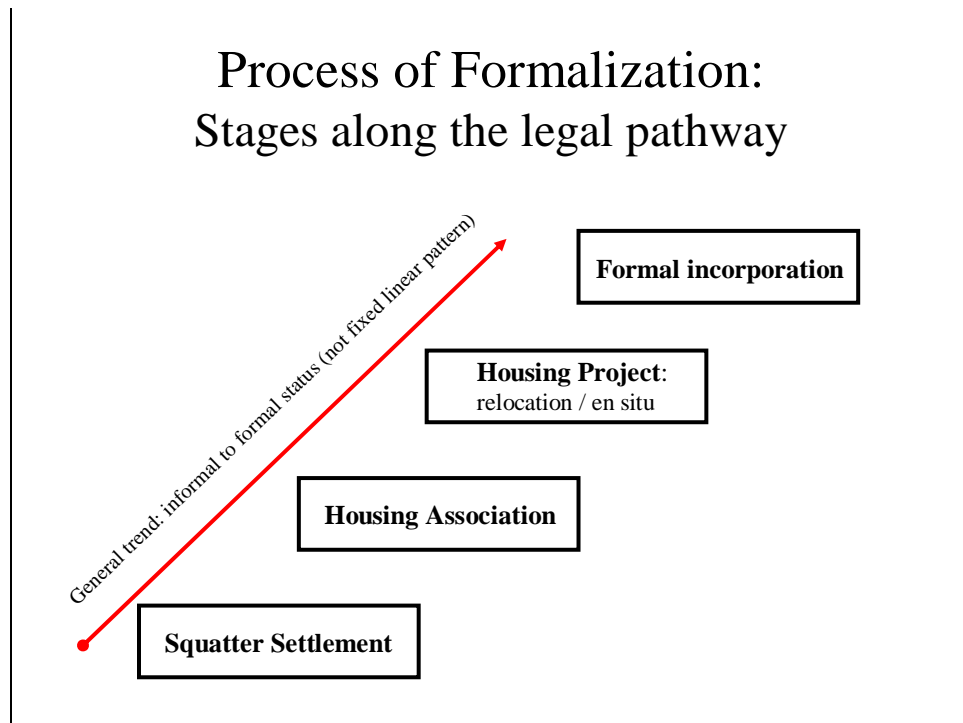 Process of Formalization:
Stages along the legal pathway
General trend: informal to formal status (not fixed linear pattern)
Formal incorporation
Housing Project:
relocation / en situ
Housing Association
Squatter Settlement